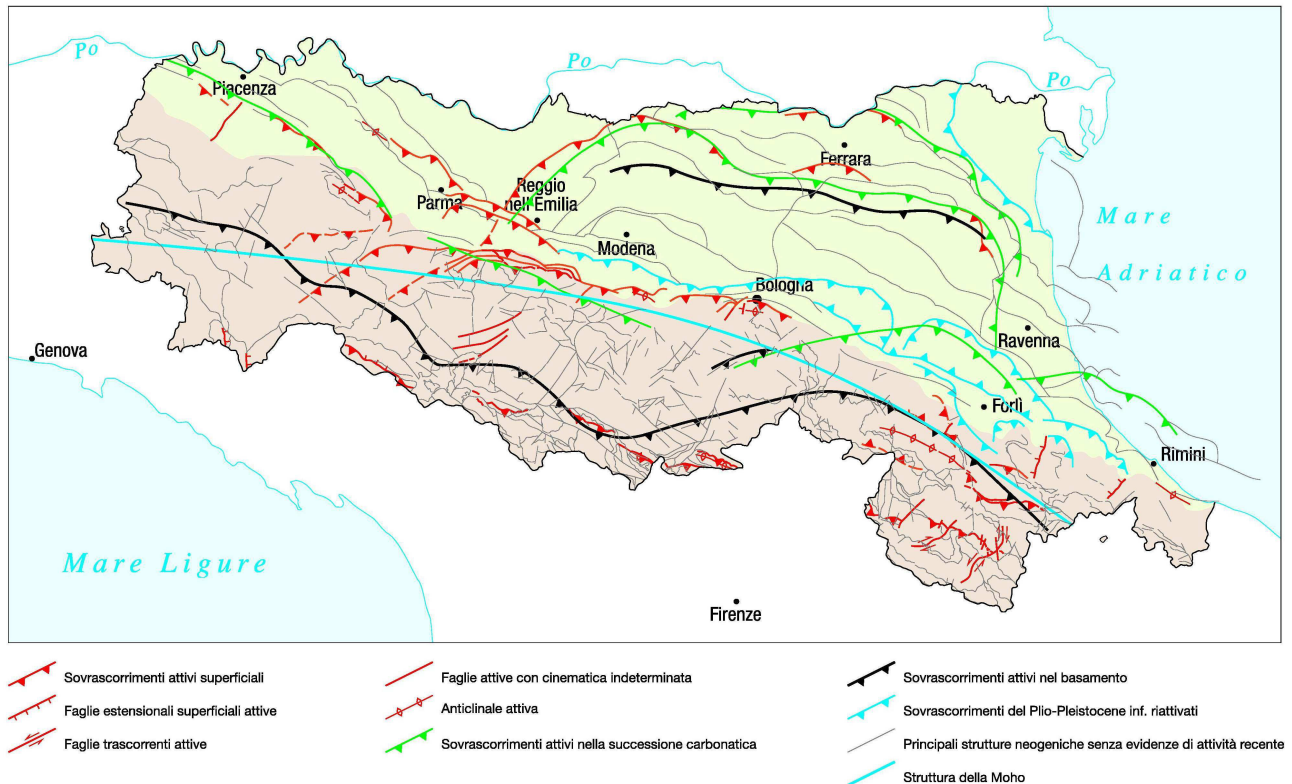 Po
Po
Po
Piacenza
Ferrara
Parma
Reggio
nell'Emilia
Modena
Bologna
Mare
Adriatico
Ravenna
Genova
Forlì
Rimini
Mare Ligure
Firenze
Sovrascorrimenti attivi superficiali
Faglie estensionali superficiali attive
Faglie trascorrenti attive
Faglie attive con cinematica indeterminata
Anticlinale attiva
Sovrascorrimenti attivi nella successione carbonatica
Sovrascorrimenti attivi nel basamento
Sovrascorrimenti del Plio-Pleistocene inf. riattivati
Principali strutture neogeniche senza evidenze di attività recente
Struttura della Moho